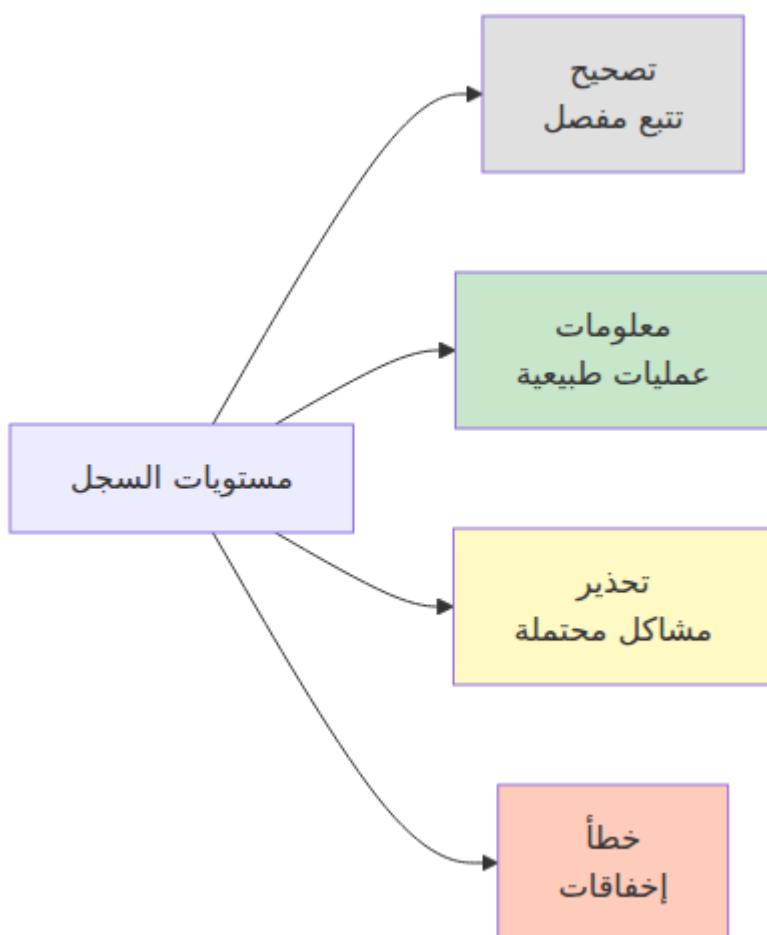 تصحيح
تتبع مفصل
معلومات
عمليات طبيعية
مستويات السجل
تحذير
مشاكل محتملة
خطأ
إخفاقات